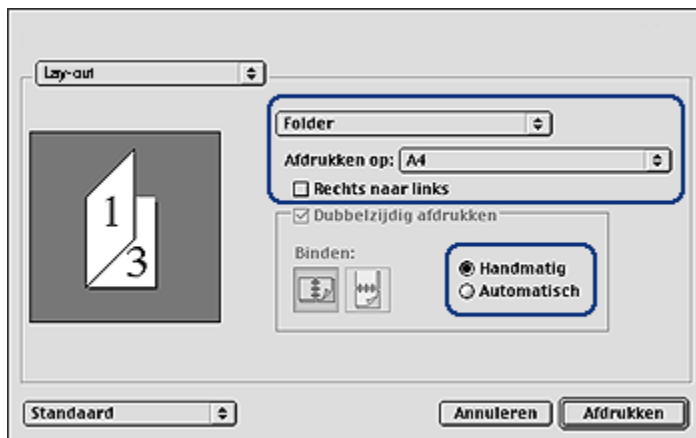 Lay-out
Folder
Afdrukken op: A4
Rechts naar links
1
3
Dubbelzijdig afdrukken
Binden:
Handmatig
Automatisch
Standaard
Annuleren
Afdrukken